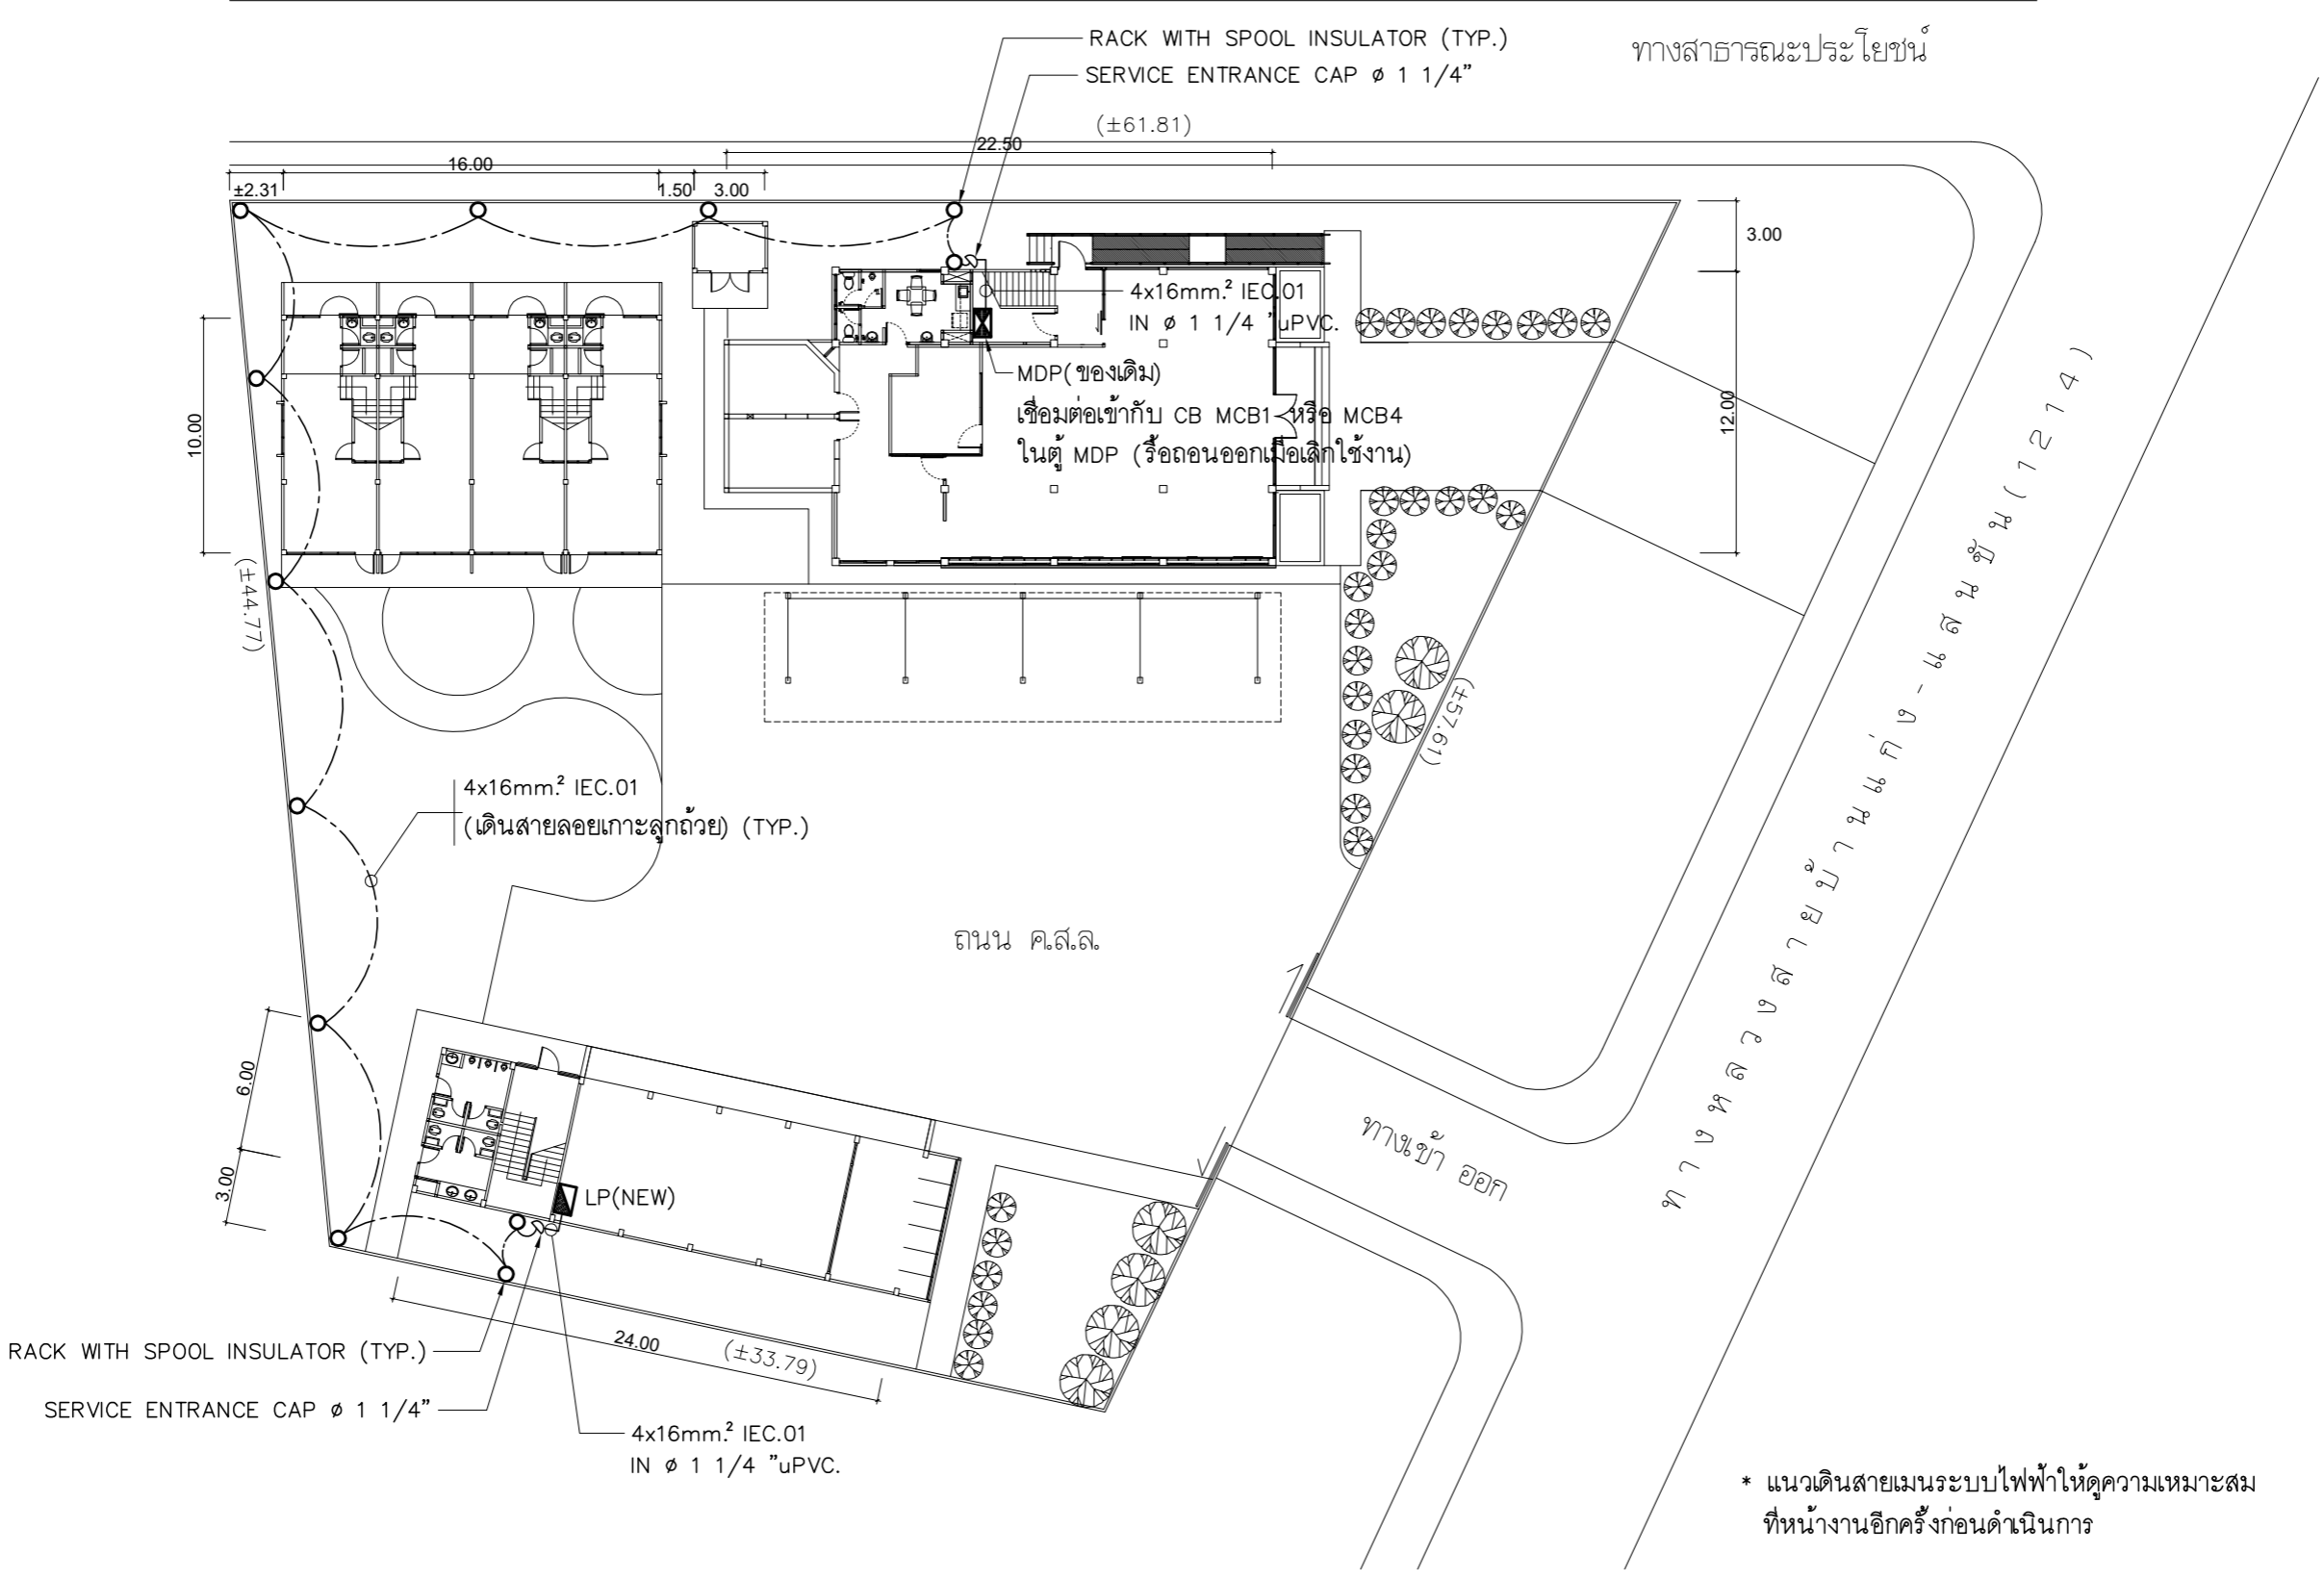 RACK WITH SPOOL INSULATOR (TYP.)
ทางสาธารณะประโยชน์
SERVICE ENTRANCE CAP ø 1 1/4"
(±61.81)
22.50
16.00
±2.31
1.50
3.00
3.00
4x16mm.² IEC.01
IN ø 1 1/4 "uPVC.
MDP(ของเดิม)
เชื่อมต่อเข้ากับ CB MCB1 หรือ MCB4
ในตู้ MDP (รื้อถอนออกเมื่อเลิกใช้งาน)
10.00
12.00
(±44.77)
(±57.61)
ทางหลวงสายบ้านแก่ง-แสนขัน(1214)
4x16mm.² IEC.01
(เดินสายลอยเกาะลูกถ้วย) (TYP.)
ถนน ค.ส.ล.
6.00
3.00
ทางเข้า ออก
LP(NEW)
24.00
(±33.79)
RACK WITH SPOOL INSULATOR (TYP.)
SERVICE ENTRANCE CAP ø 1 1/4"
4x16mm.² IEC.01
IN ø 1 1/4 "uPVC.
* แนวเดินสายเมนระบบไฟฟ้าให้ดูความเหมาะสม
ที่หน้างานอีกครั้งก่อนดำเนินการ